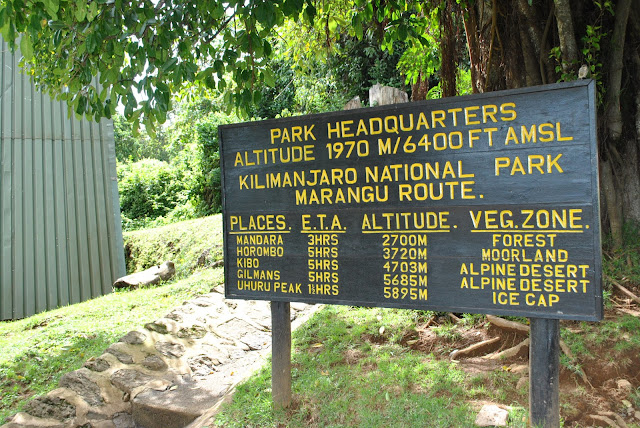 PARK HEADQUARTERS
ALTITUDE 1970 M/6400 FT AMSL
KILIMANJARO NATIONAL PARK
MARANGU ROUTE.
PLACES. E.T.A. ALTITUDE. VEG.ZONE.
MANDARA 3HRS 2700M FOREST
HOROMBO 5HRS 3720M MOORLAND
KIBO 5HRS 4703M ALPINE DESERT
GILMANS 5HRS 5685M ALPINE DESERT
UHURU PEAK 1½HRS 5895M ICE CAP